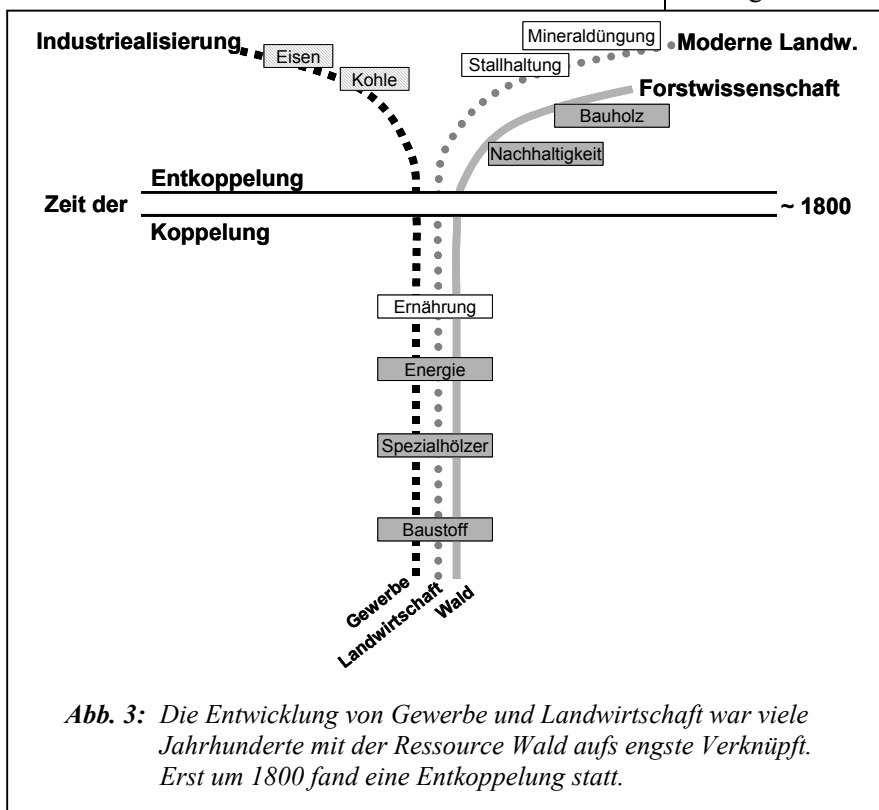 Industriealisierung
Eisen
Kohle
Mineraldüngung
Moderne Landw.
Stallhaltung
Forstwissenschaft
Bauholz
Nachhaltigkeit
Entkoppelung
Zeit der
~ 1800
Koppelung
Ernährung
Energie
Spezialhölzer
Baustoff
Gewerbe
Landwirtschaft
Wald
Abb. 3: Die Entwicklung von Gewerbe und Landwirtschaft war viele
Jahrhunderte mit der Ressource Wald aufs engste Verknüpft.
Erst um 1800 fand eine Entkoppelung statt.